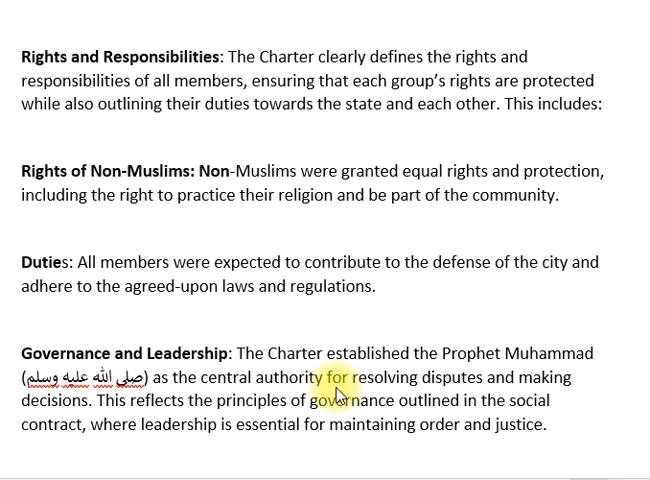 Rights and Responsibilities: The Charter clearly defines the rights and
responsibilities of all members, ensuring that each group’s rights are protected
while also outlining their duties towards the state and each other. This includes:
Rights of Non-Muslims: Non-Muslims were granted equal rights and protection,
including the right to practice their religion and be part of the community.
Duties: All members were expected to contribute to the defense of the city and
adhere to the agreed-upon laws and regulations.
Governance and Leadership: The Charter established the Prophet Muhammad
(صلى الله عليه وسلم) as the central authority for resolving disputes and making
decisions. This reflects the principles of governance outlined in the social
contract, where leadership is essential for maintaining order and justice.